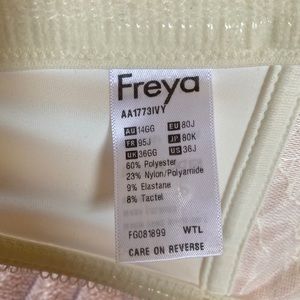 Freya
AA1773IVY
AU 14GG EU 80J
FR 95J JP 80K
UK 36GG US 36J
60% Polyester
23% Nylon/Polyamide
9% Elastane
8% Tactel
FG081899 WTL
CARE ON REVERSE